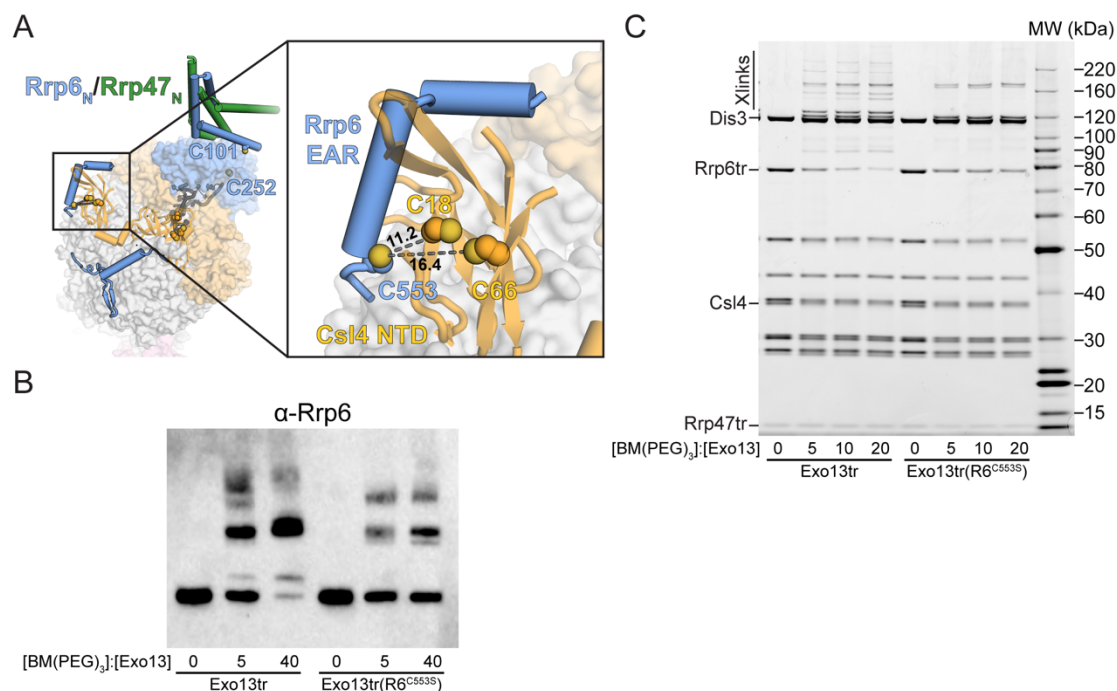 A
Rrp6N/Rrp47N
C101
C252
Rrp6
EAR
C18
11.2
16.4
C553
C66
Csl4 NTD
B
α-Rrp6
[BM(PEG)3]:[Exo13] 0 5 40 0 5 40
Exo13tr Exo13tr(R6C553S)
C
MW (kDa)
Xlinks
Dis3
Rrp6tr
Csl4
Rrp47tr
220
160
120
100
90
80
70
60
50
40
30
20
15
[BM(PEG)3]:[Exo13] 0 5 10 20 0 5 10 20
Exo13tr Exo13tr(R6C553S)